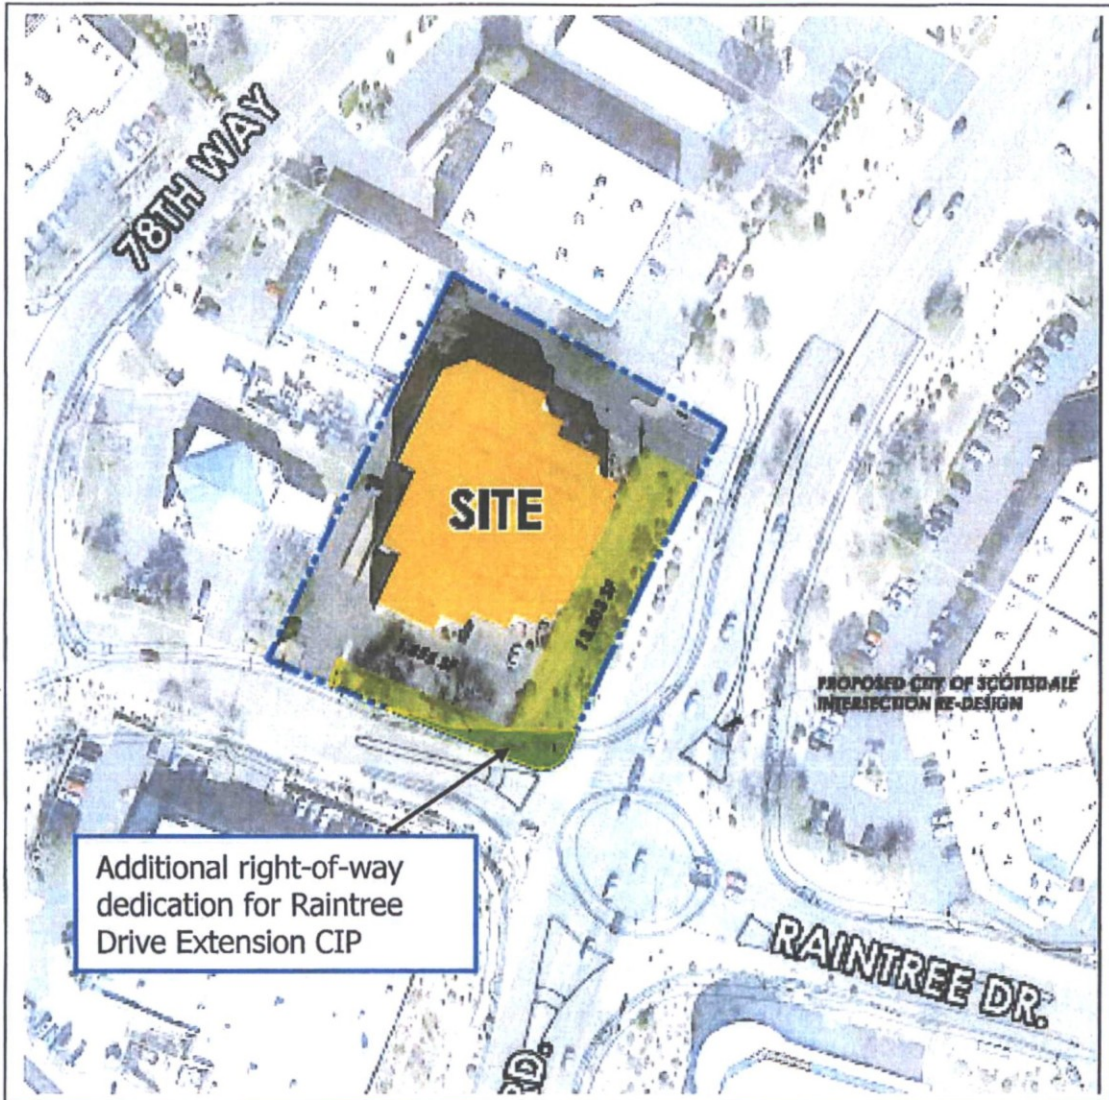 78TH WAY
SITE
PROPOSED CITY OF SCOTTSDALE
INTERSECTION RE-DESIGN
Additional right-of-way
dedication for Raintree
Drive Extension CIP
RAINTREE DR.
RD.